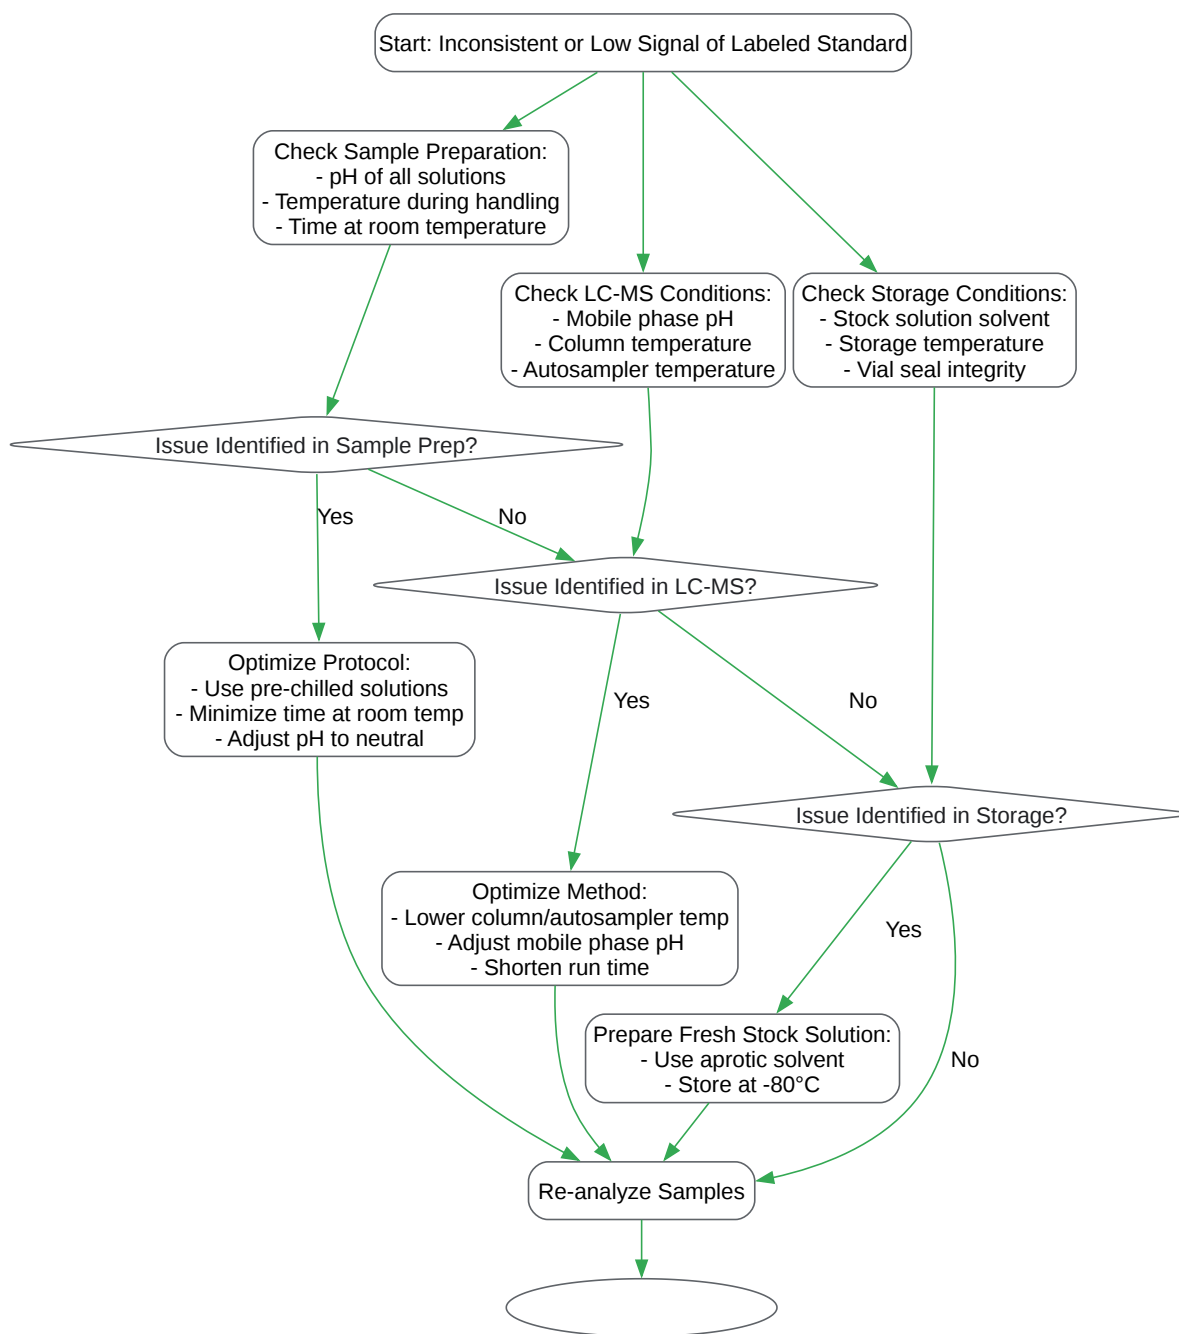 Start: Inconsistent or Low Signal of Labeled Standard
Check Sample Preparation:
- pH of all solutions
- Temperature during handling
- Time at room temperature
Check LC-MS Conditions:
- Mobile phase pH
- Column temperature
- Autosampler temperature
Check Storage Conditions:
- Stock solution solvent
- Storage temperature
- Vial seal integrity
Issue Identified in Sample Prep?
Yes
No
Issue Identified in LC-MS?
Optimize Protocol:
- Use pre-chilled solutions
- Minimize time at room temp
- Adjust pH to neutral
Yes
No
Issue Identified in Storage?
Optimize Method:
- Lower column/autosampler temp
- Adjust mobile phase pH
- Shorten run time
Yes
No
Prepare Fresh Stock Solution:
- Use aprotic solvent
- Store at -80°C
Re-analyze Samples